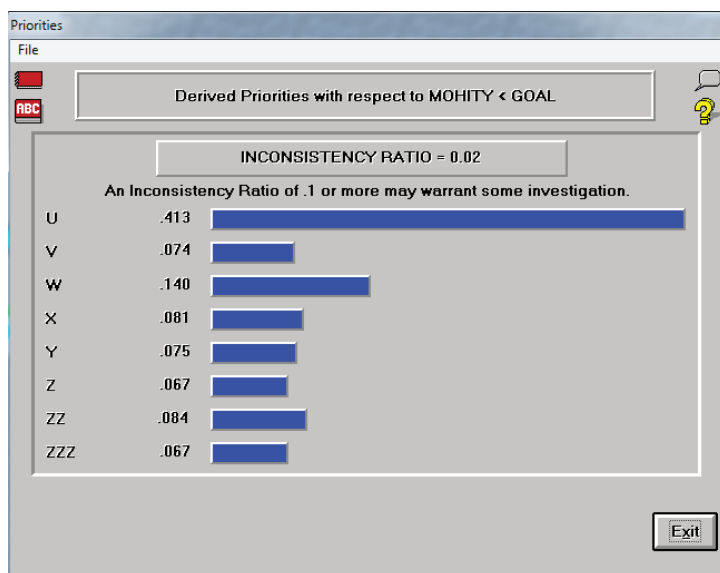 Priorities
File
ABC
?
Derived Priorities with respect to MOHITY < GOAL
INCONSISTENCY RATIO = 0.02
An Inconsistency Ratio of .1 or more may warrant some investigation.
U .413
V .074
W .140
X .081
Y .075
Z .067
ZZ .084
ZZZ .067
Exit